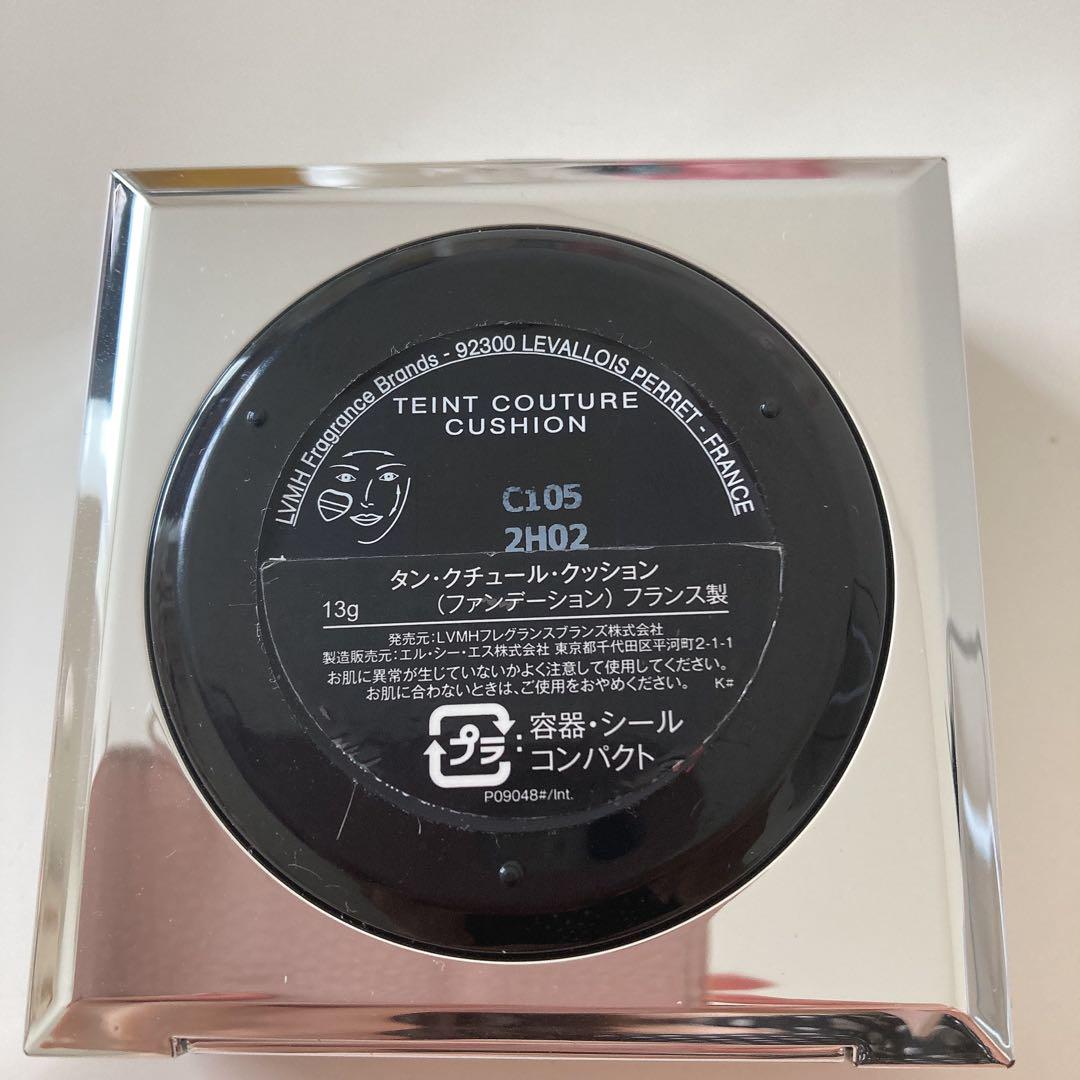 LVMH Fragrance Brands - 92300 LEVALLOIS PERRET - FRANCE
TEINT COUTURE
CUSHION
C105
2H02
タン・クチュール・クッション
13g （ファンデーション）フランス製
発売元：LVMHフレグランスブランズ株式会社
製造販売元：エル・シー・エス株式会社 東京都千代田区平河町2-1-1
お肌に異常が生じていないかよく注意して使用してください。
お肌に合わないときは、ご使用をおやめください。 K#
プラ：容器・シール
コンパクト
P09048#/Int.